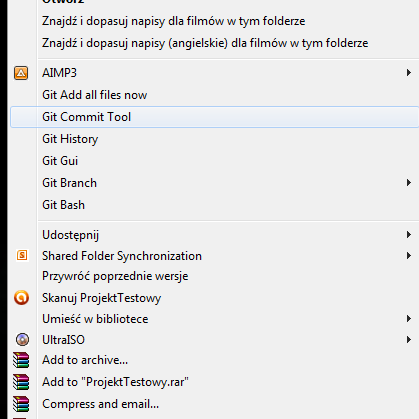 Otwórz
Znajdź i dopasuj napisy dla filmów w tym folderze
Znajdź i dopasuj napisy (angielskie) dla filmów w tym folderze
AIMP3
Git Add all files now
Git Commit Tool
Git History
Git Gui
Git Branch
Git Bash
Udostępnij
Shared Folder Synchronization
Przywróć poprzednie wersje
Skanuj ProjektTestowy
Umieść w bibliotece
UltraISO
Add to archive...
Add to "ProjektTestowy.rar"
Compress and email...